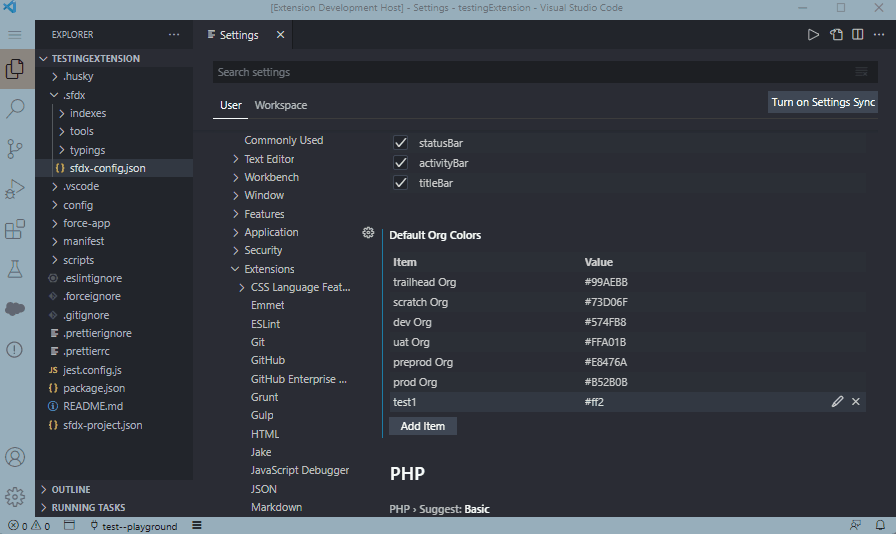 [Extension Development Host] - Settings - testingExtension - Visual Studio Code
EXPLORER
Settings
TESTINGEXTENSION
.husky
.sfdx
indexes
tools
typings
{} sfdx-config.json
.vscode
config
force-app
manifest
scripts
.eslintignore
.forceignore
.gitignore
.prettierignore
.prettierrc
JS jest.config.js
{} package.json
README.md
{} sfdx-project.json
OUTLINE
RUNNING TASKS
Search settings
User Workspace
Turn on Settings Sync
Commonly Used
Text Editor
Workbench
Window
Features
Application
Security
Extensions
CSS Language Feat...
Emmet
ESLint
Git
GitHub
GitHub Enterprise ...
Grunt
Gulp
HTML
Jake
JavaScript Debugger
JSON
Markdown
statusBar
activityBar
titleBar
Default Org Colors
Item Value
trailhead Org #99AEBB
scratch Org #73D06F
dev Org #574FB8
uat Org #FFA01B
preprod Org #E8476A
prod Org #B52B0B
test1 #ff2
Add Item
PHP
PHP › Suggest: Basic
0 0 test--playground